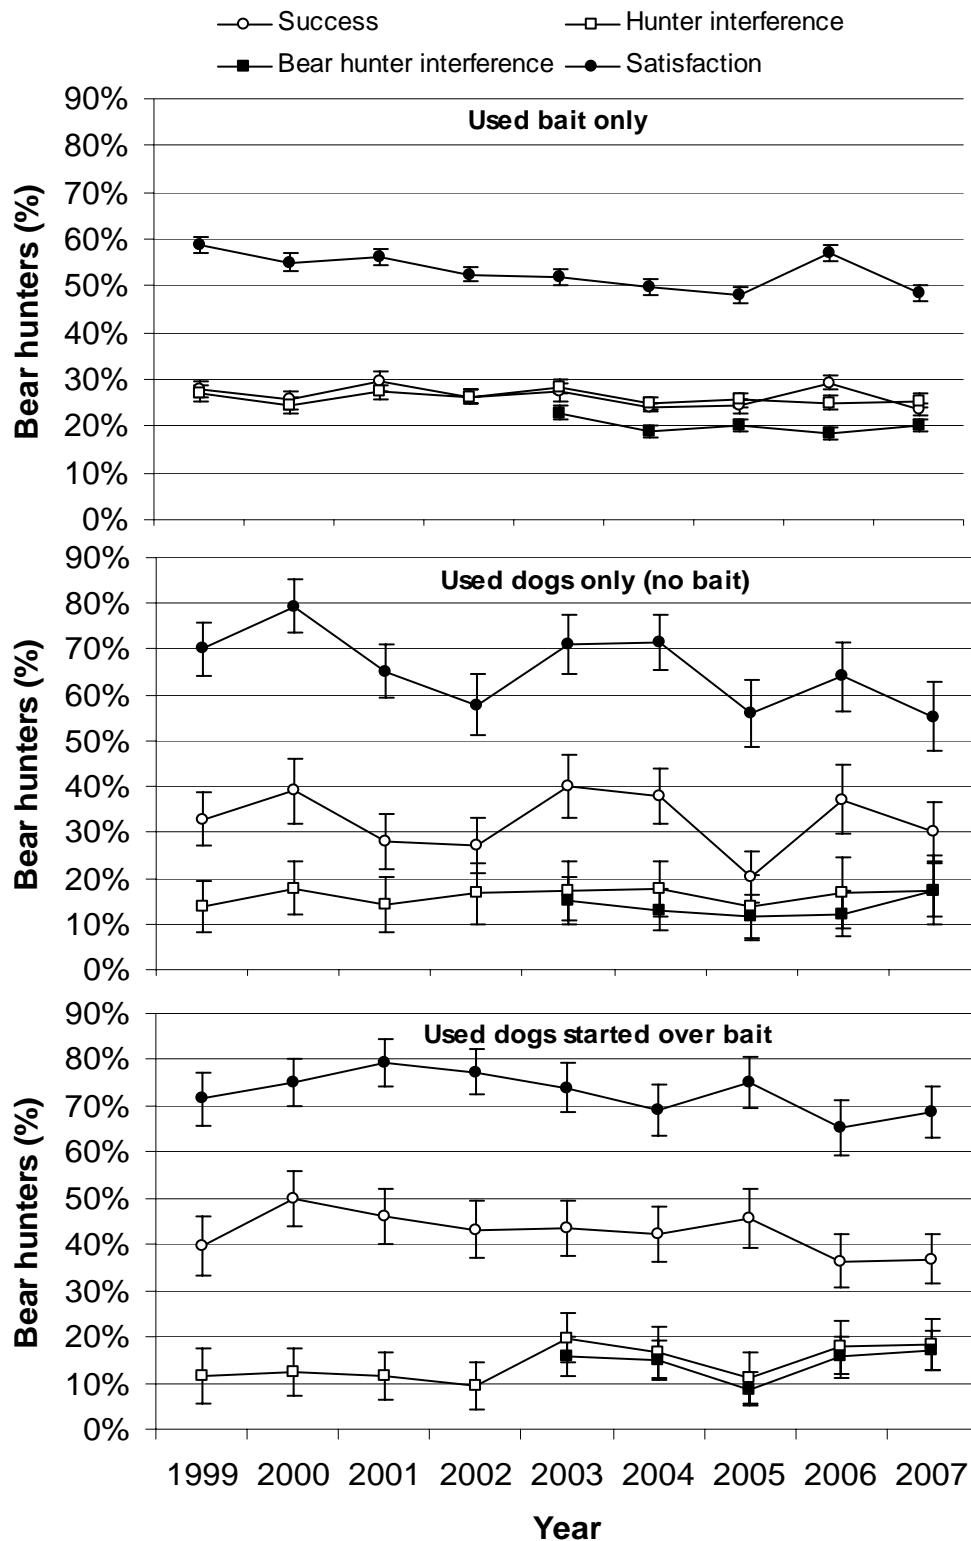 Success
Hunter interference
Bear hunter interference
Satisfaction
Used bait only
Bear hunters (%)
90%
80%
70%
60%
50%
40%
30%
20%
10%
0%
Used dogs only (no bait)
Bear hunters (%)
90%
80%
70%
60%
50%
40%
30%
20%
10%
0%
Used dogs started over bait
Bear hunters (%)
90%
80%
70%
60%
50%
40%
30%
20%
10%
0%
1999 2000 2001 2002 2003 2004 2005 2006 2007
Year